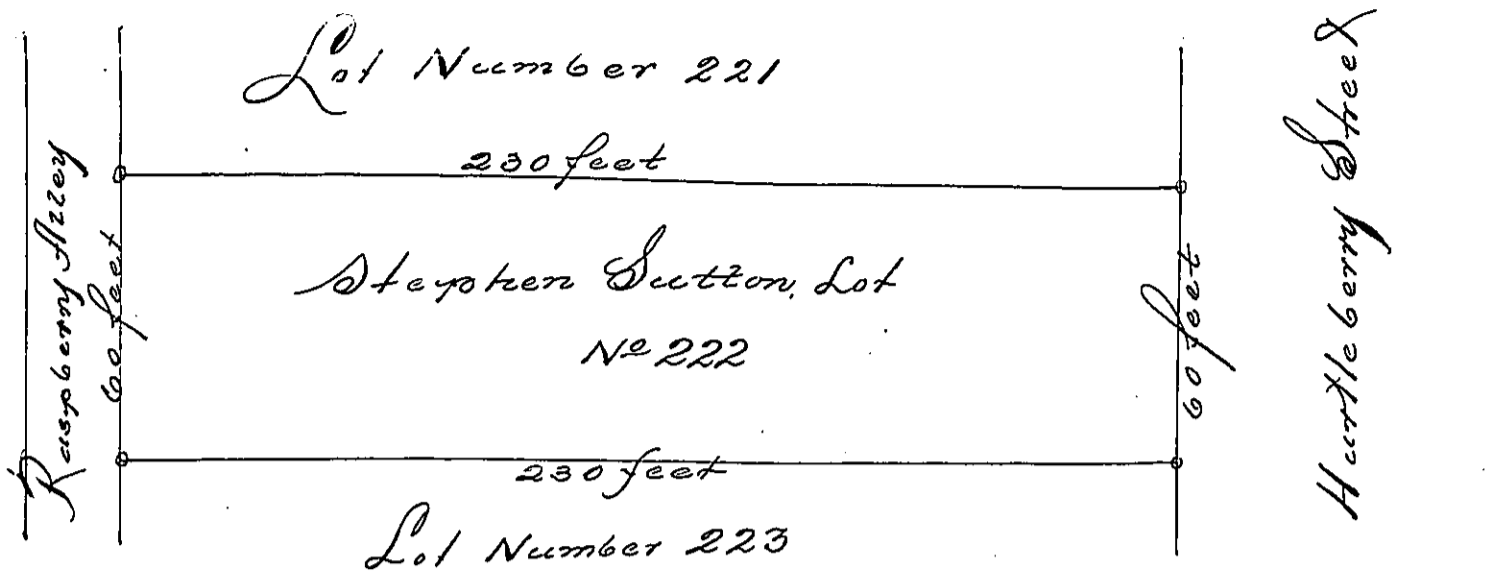 Lot Number 221
230 feet
Raspberry Alley
60 feet
Stephen Sutton, Lot
Nº 222
60 feet
Hurtleberry Street
230 feet
Lot Number 223